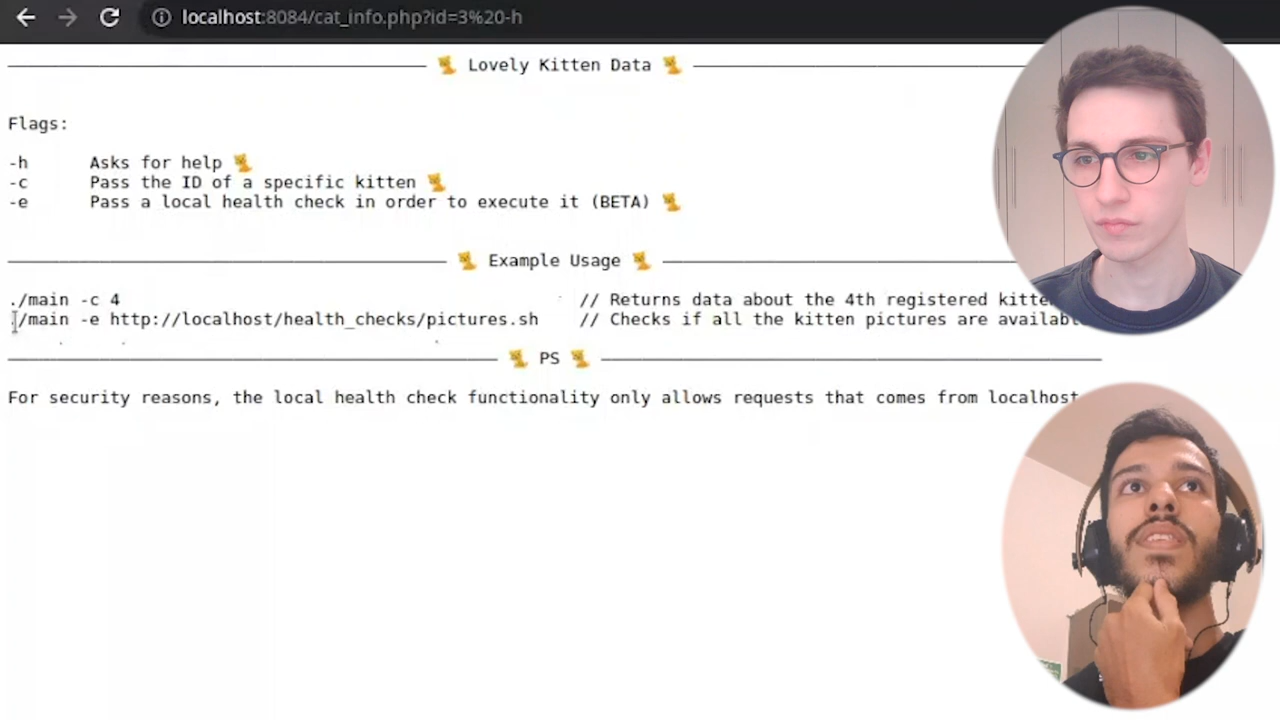 localhost:8084/cat_info.php?id=3%20-h
Lovely Kitten Data
Flags:
-h Asks for help
-c Pass the ID of a specific kitten
-e Pass a local health check in order to execute it (BETA)
Example Usage
./main -c 4 // Returns data about the 4th registered
./main -e http://localhost/health_checks/pictures.sh // Checks if all the kitten pictures are
PS
For security reasons, the local health check functionality only allows requests that comes from localhost